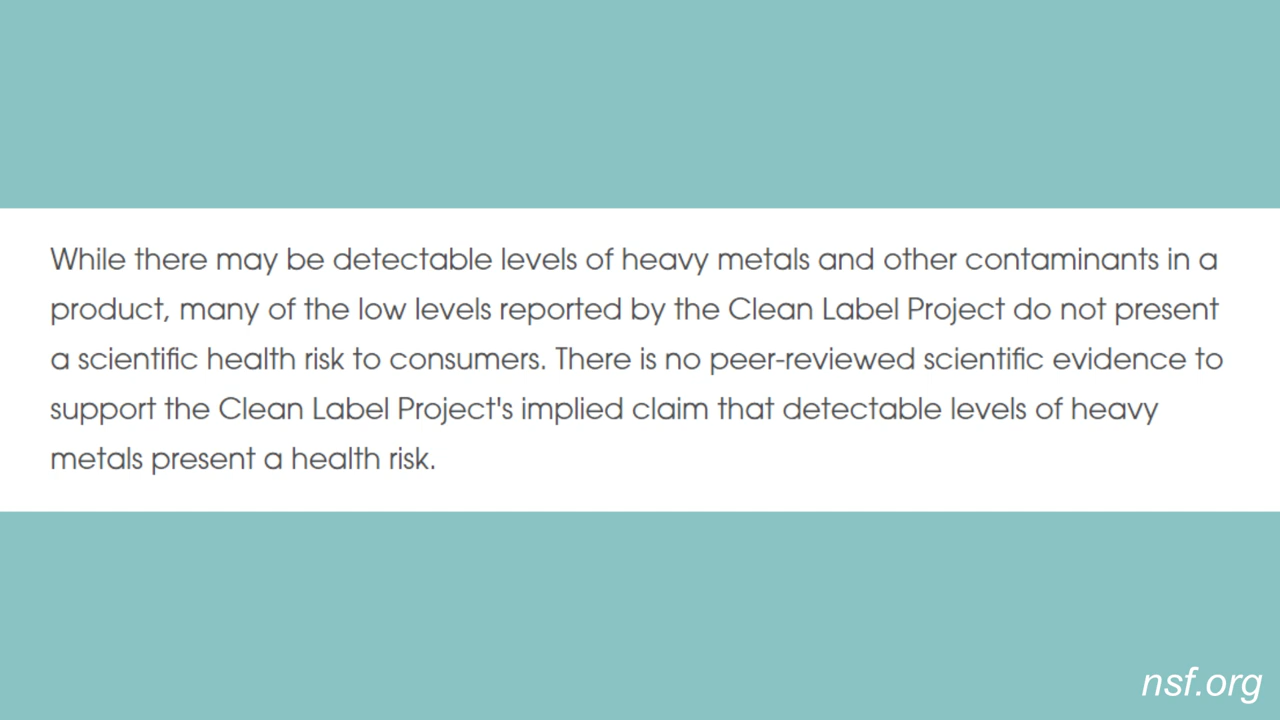 While there may be detectable levels of heavy metals and other contaminants in a
product, many of the low levels reported by the Clean Label Project do not present
a scientific health risk to consumers. There is no peer-reviewed scientific evidence to
support the Clean Label Project's implied claim that detectable levels of heavy
metals present a health risk.
nsf.org